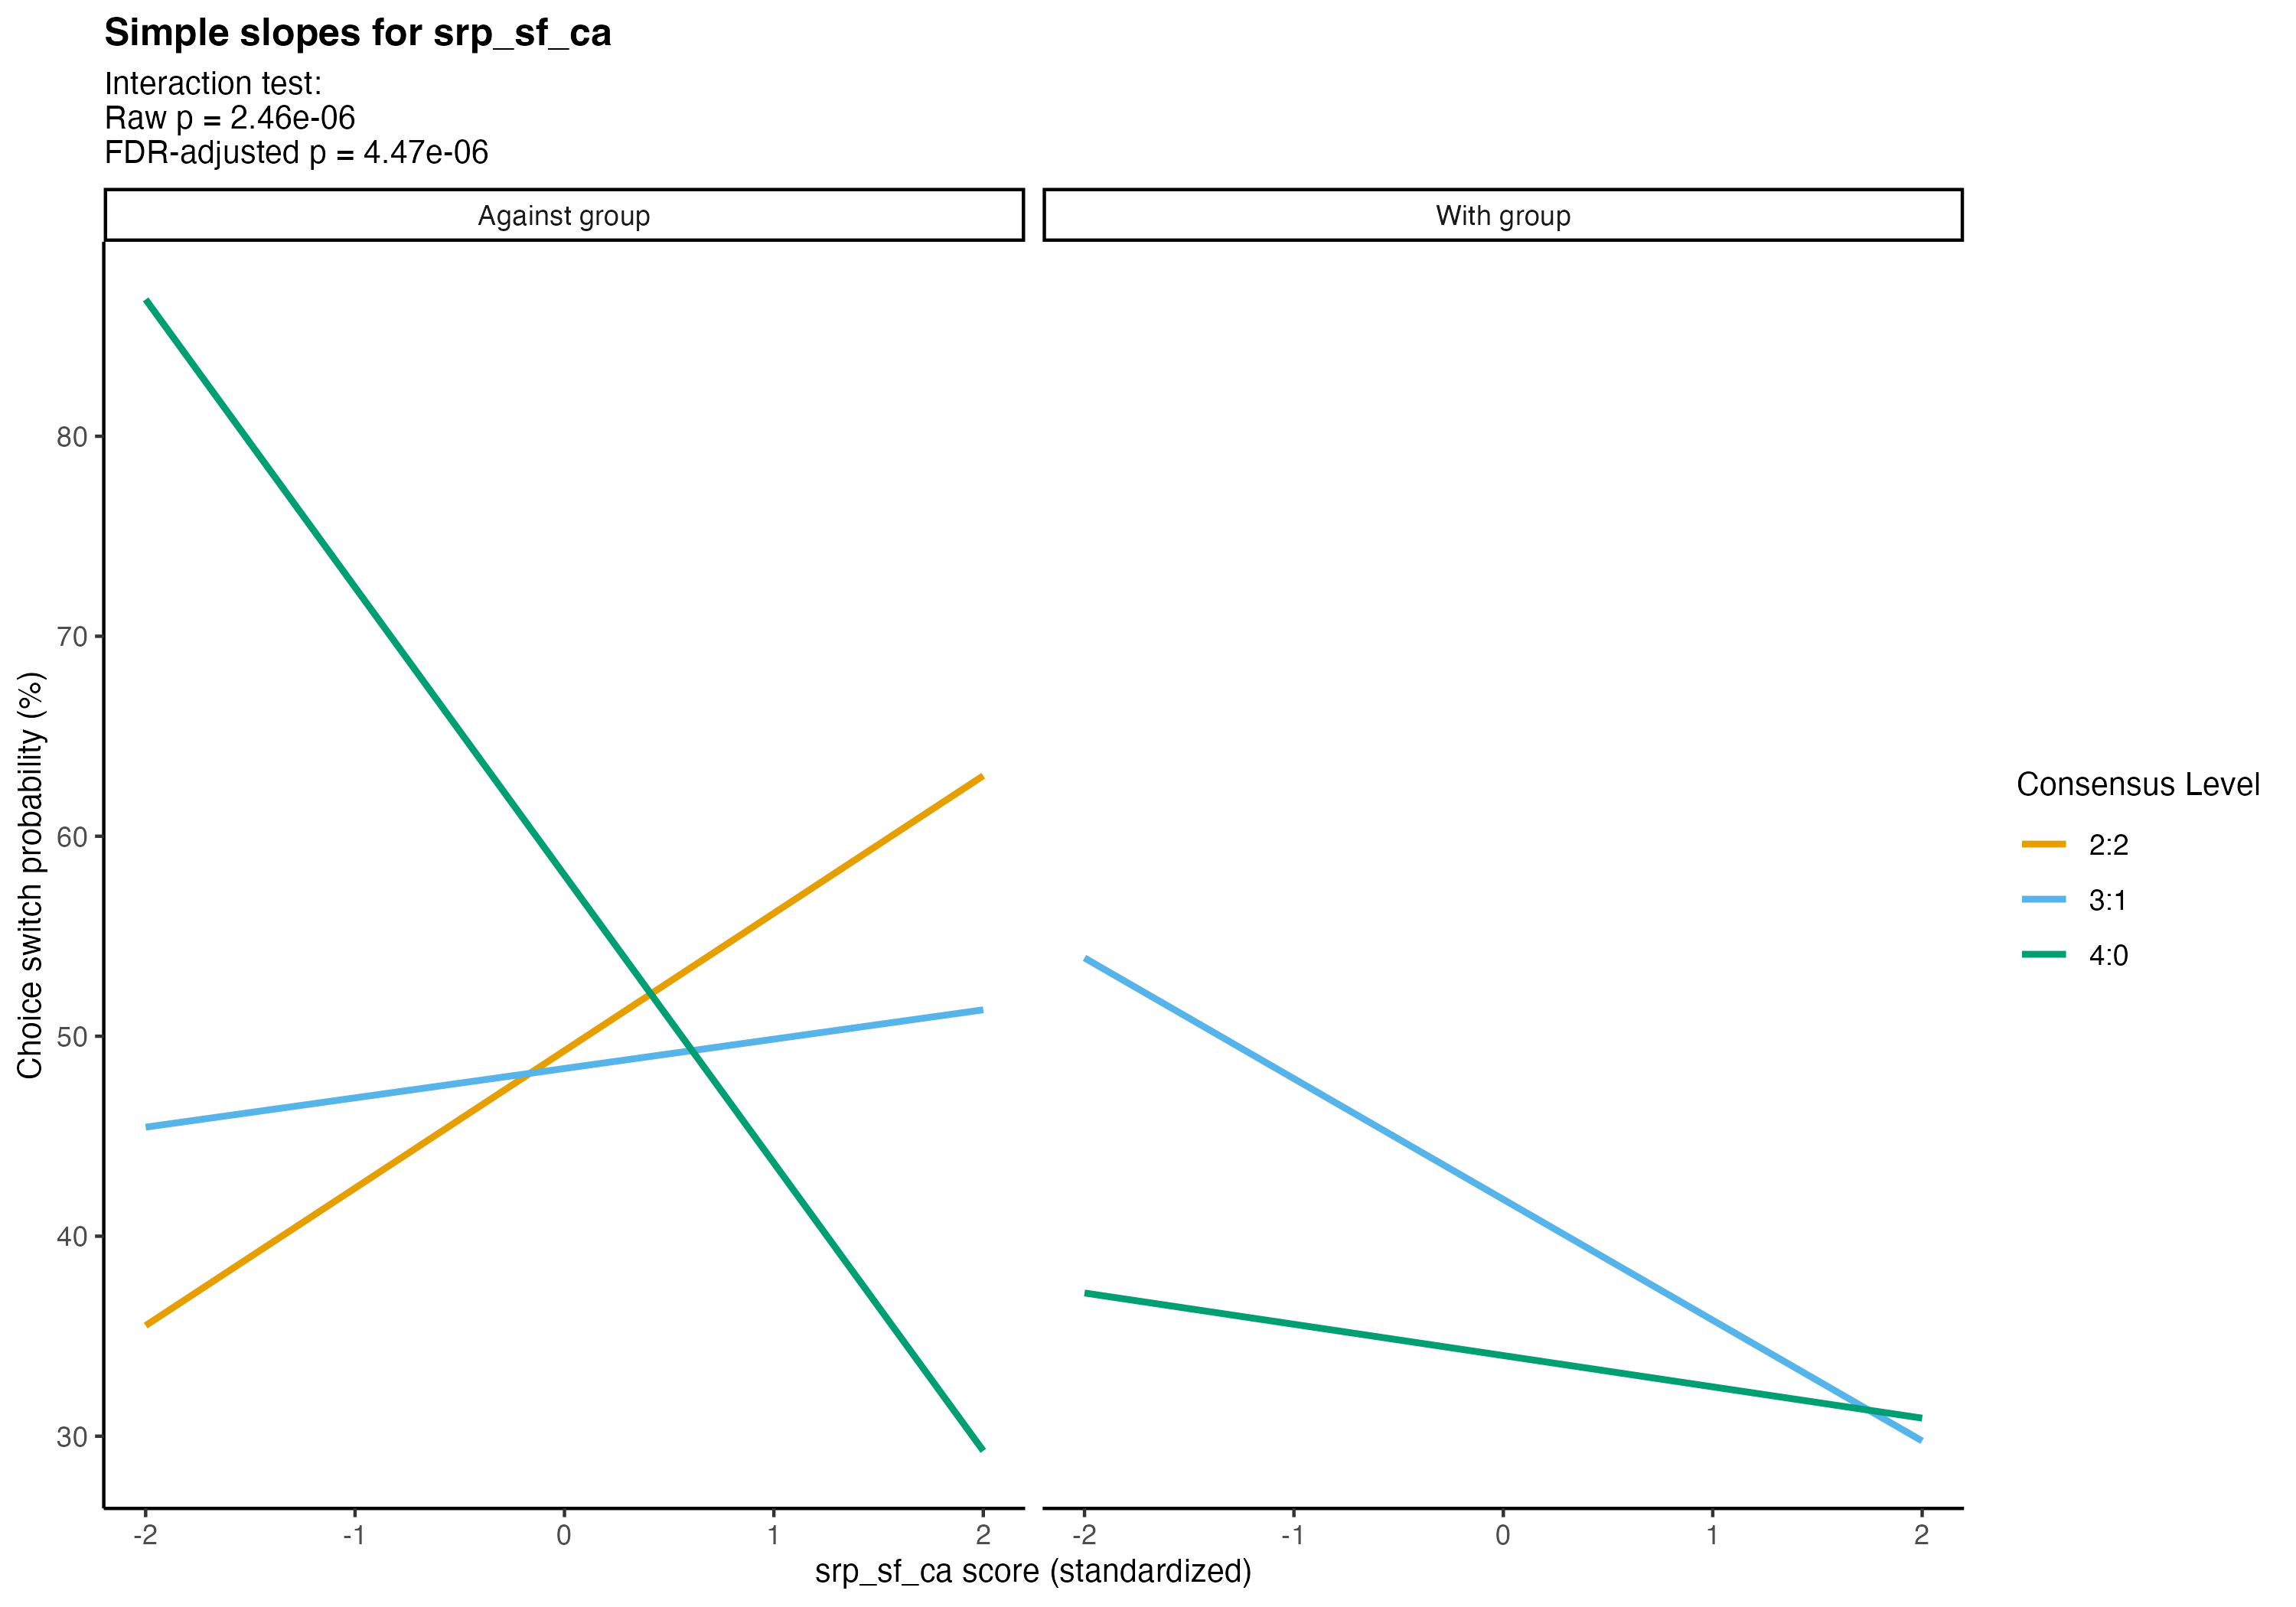 Simple slopes for srp_sf_ca
Interaction test:
Raw p = 2.46e-06
FDR-adjusted p = 4.47e-06
Against group
With group
Choice switch probability (%)
80
70
60
50
40
30
-2
-1
0
1
2
-2
-1
0
1
2
srp_sf_ca score (standardized)
Consensus Level
2:2
3:1
4:0